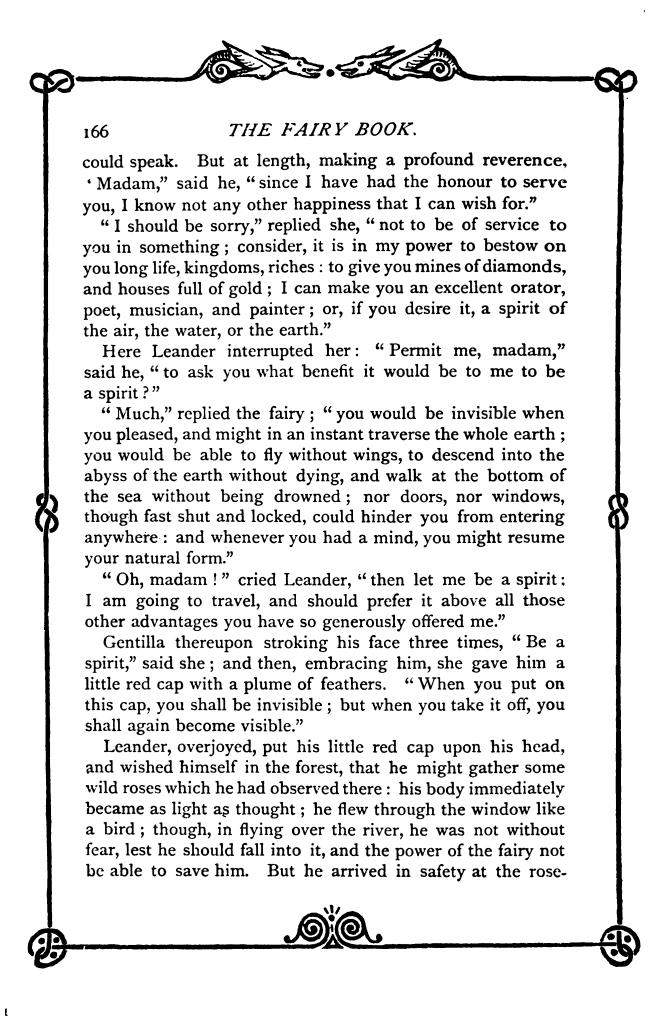 166 THE FAIRY BOOK.
could speak. But at length, making a profound reverence,
‘ Madam,” said he, “ since I have had the honour to serve
you, I know not any other happiness that I can wish for.”
“ I should be sorry,” replied she, “ not to be of service to
you in something ; consider, it is in my power to bestow on
you long life, kingdoms, riches : to give you mines of diamonds,
and houses full of gold ; I can make you an excellent orator,
poet, musician, and painter ; or, if you desire it, a spirit of
the air, the water, or the earth.”
Here Leander interrupted her : “ Permit me, madam,”
said he, “ to ask you what benefit it would be to me to be
a spirit ? ”
“ Much,” replied the fairy ; “ you would be invisible when
you pleased, and might in an instant traverse the whole earth ;
you would be able to fly without wings, to descend into the
abyss of the earth without dying, and walk at the bottom of
the sea without being drowned ; nor doors, nor windows,
though fast shut and locked, could hinder you from entering
anywhere : and whenever you had a mind, you might resume
your natural form.”
“ Oh, madam ! ” cried Leander, “ then let me be a spirit :
I am going to travel, and should prefer it above all those
other advantages you have so generously offered me.”
Gentilla thereupon stroking his face three times, “ Be a
spirit,” said she ; and then, embracing him, she gave him a
little red cap with a plume of feathers. “ When you put on
this cap, you shall be invisible ; but when you take it off, you
shall again become visible.”
Leander, overjoyed, put his little red cap upon his head,
and wished himself in the forest, that he might gather some
wild roses which he had observed there : his body immediately
became as light as thought ; he flew through the window like
a bird ; though, in flying over the river, he was not without
fear, lest he should fall into it, and the power of the fairy not
be able to save him. But he arrived in safety at the rose-